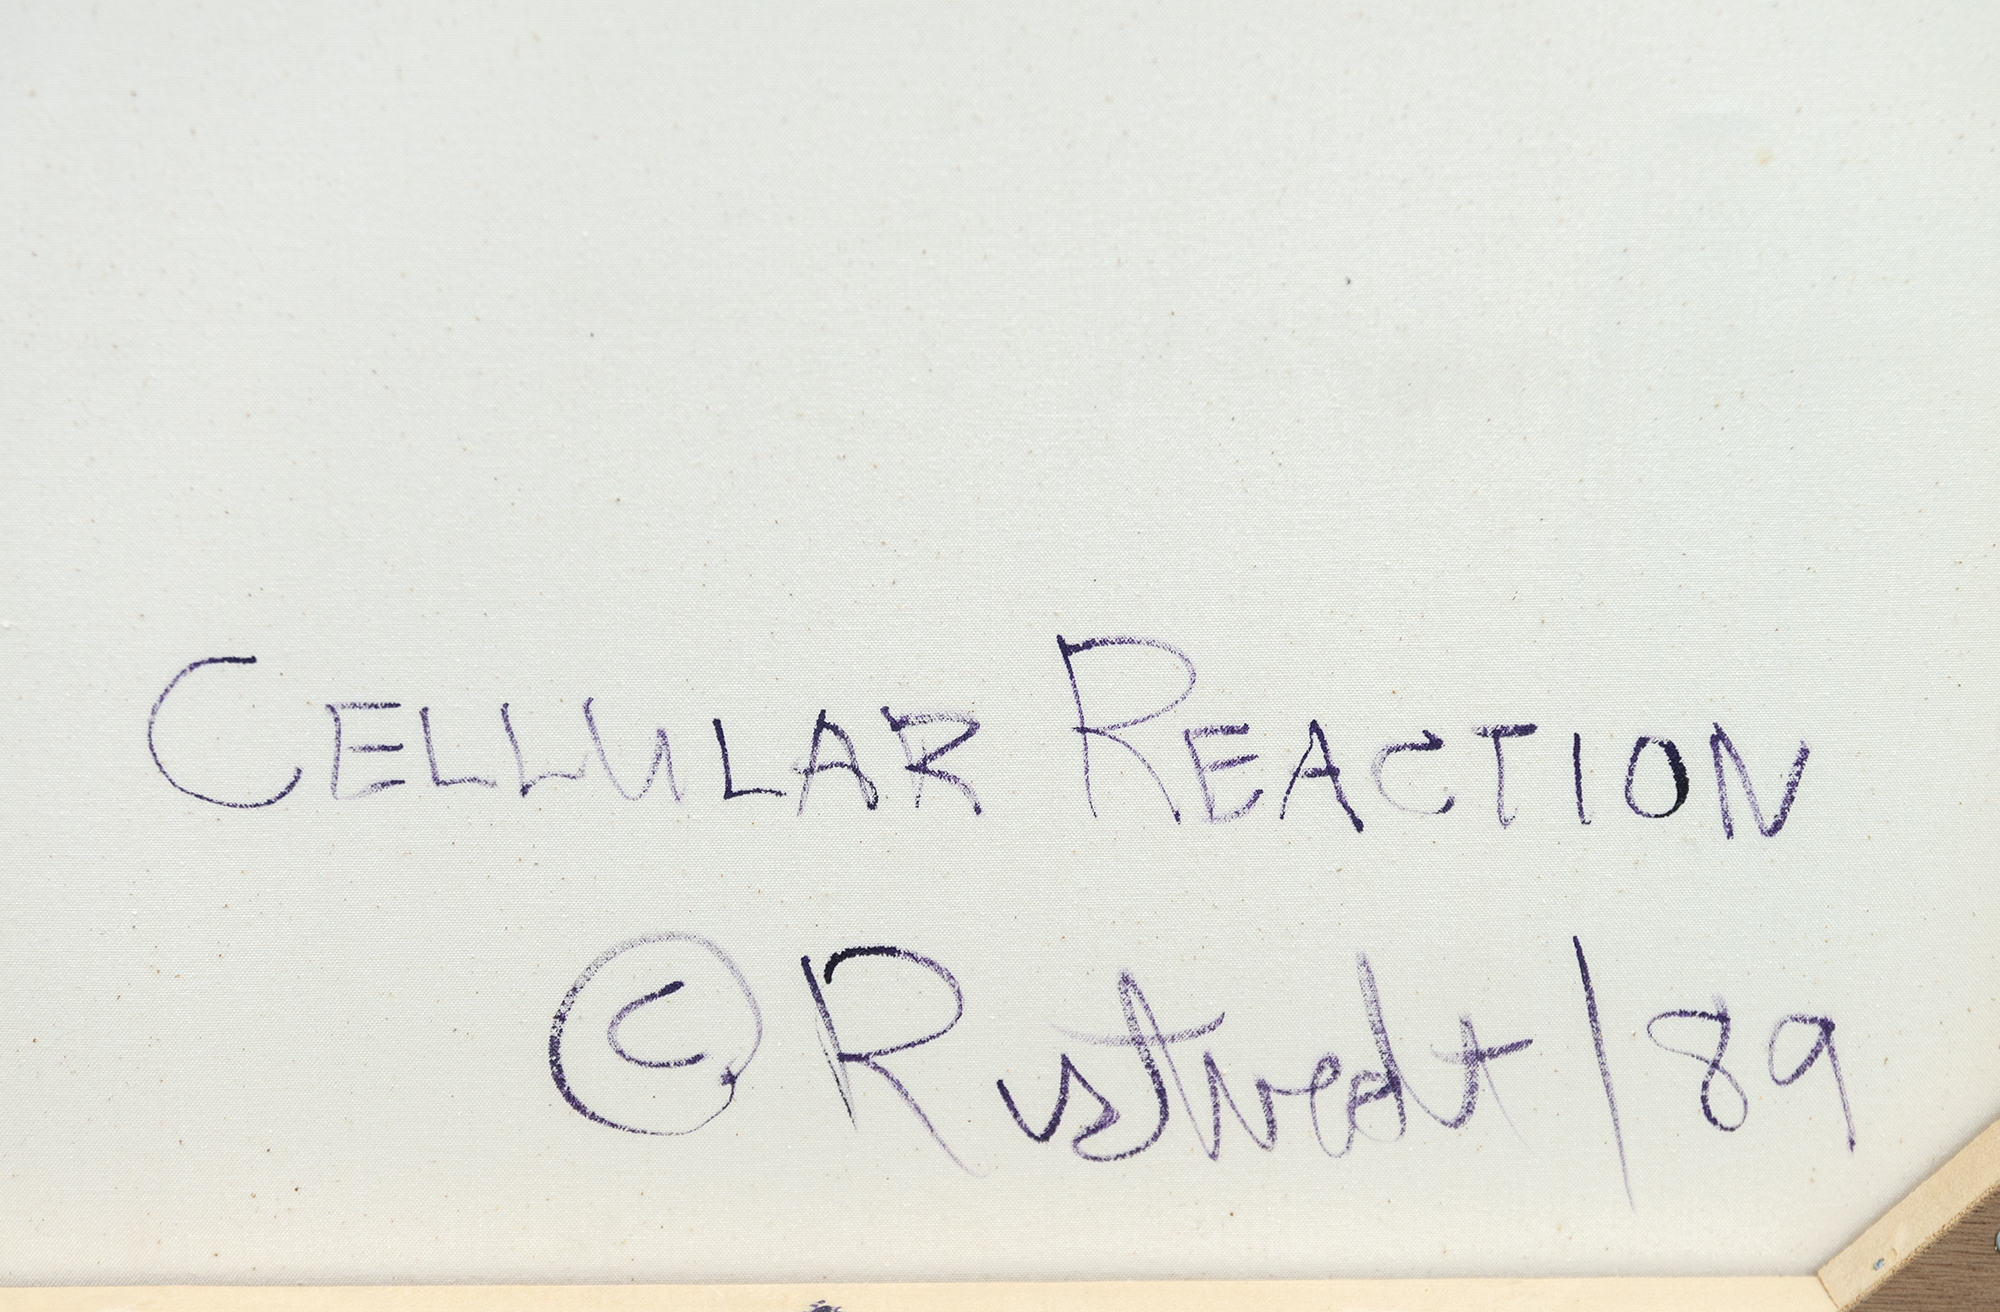 CELLULAR REACTION
© Rustvedt /89